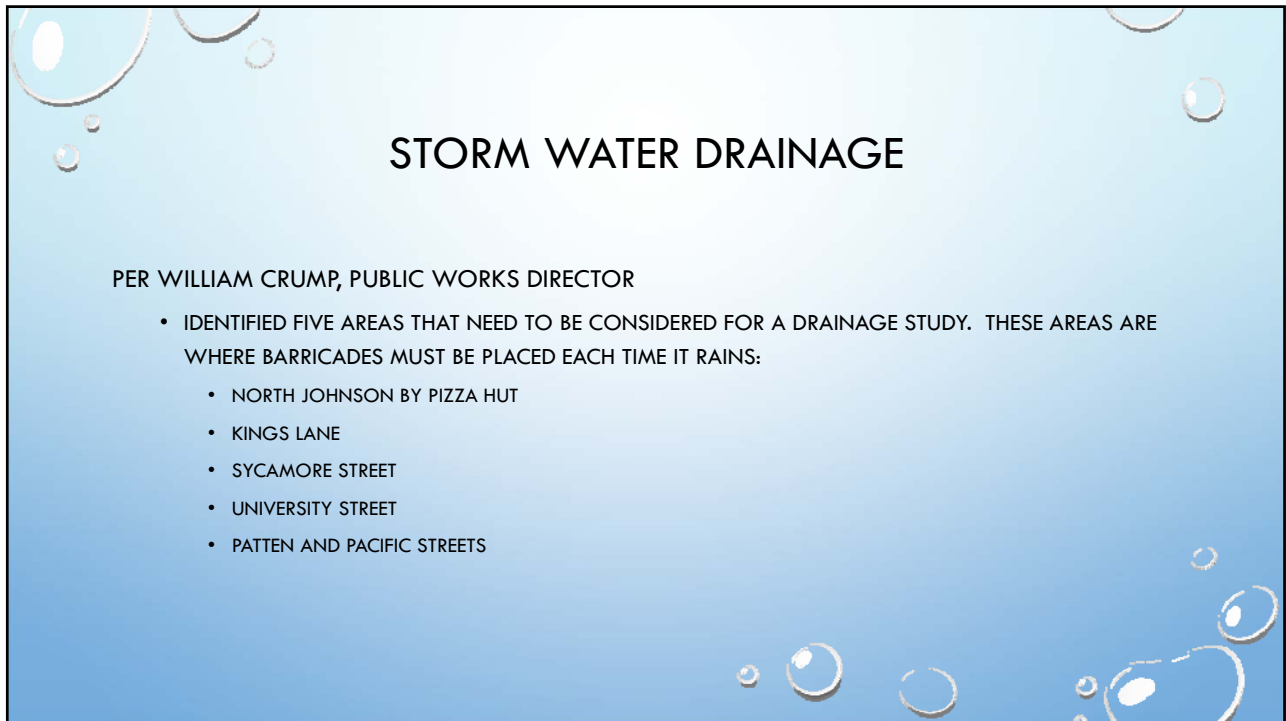 STORM WATER DRAINAGE
PER WILLIAM CRUMP, PUBLIC WORKS DIRECTOR
• IDENTIFIED FIVE AREAS THAT NEED TO BE CONSIDERED FOR A DRAINAGE STUDY.  THESE AREAS ARE
WHERE BARRICADES MUST BE PLACED EACH TIME IT RAINS:
• NORTH JOHNSON BY PIZZA HUT
• KINGS LANE
• SYCAMORE STREET
• UNIVERSITY STREET
• PATTEN AND PACIFIC STREETS